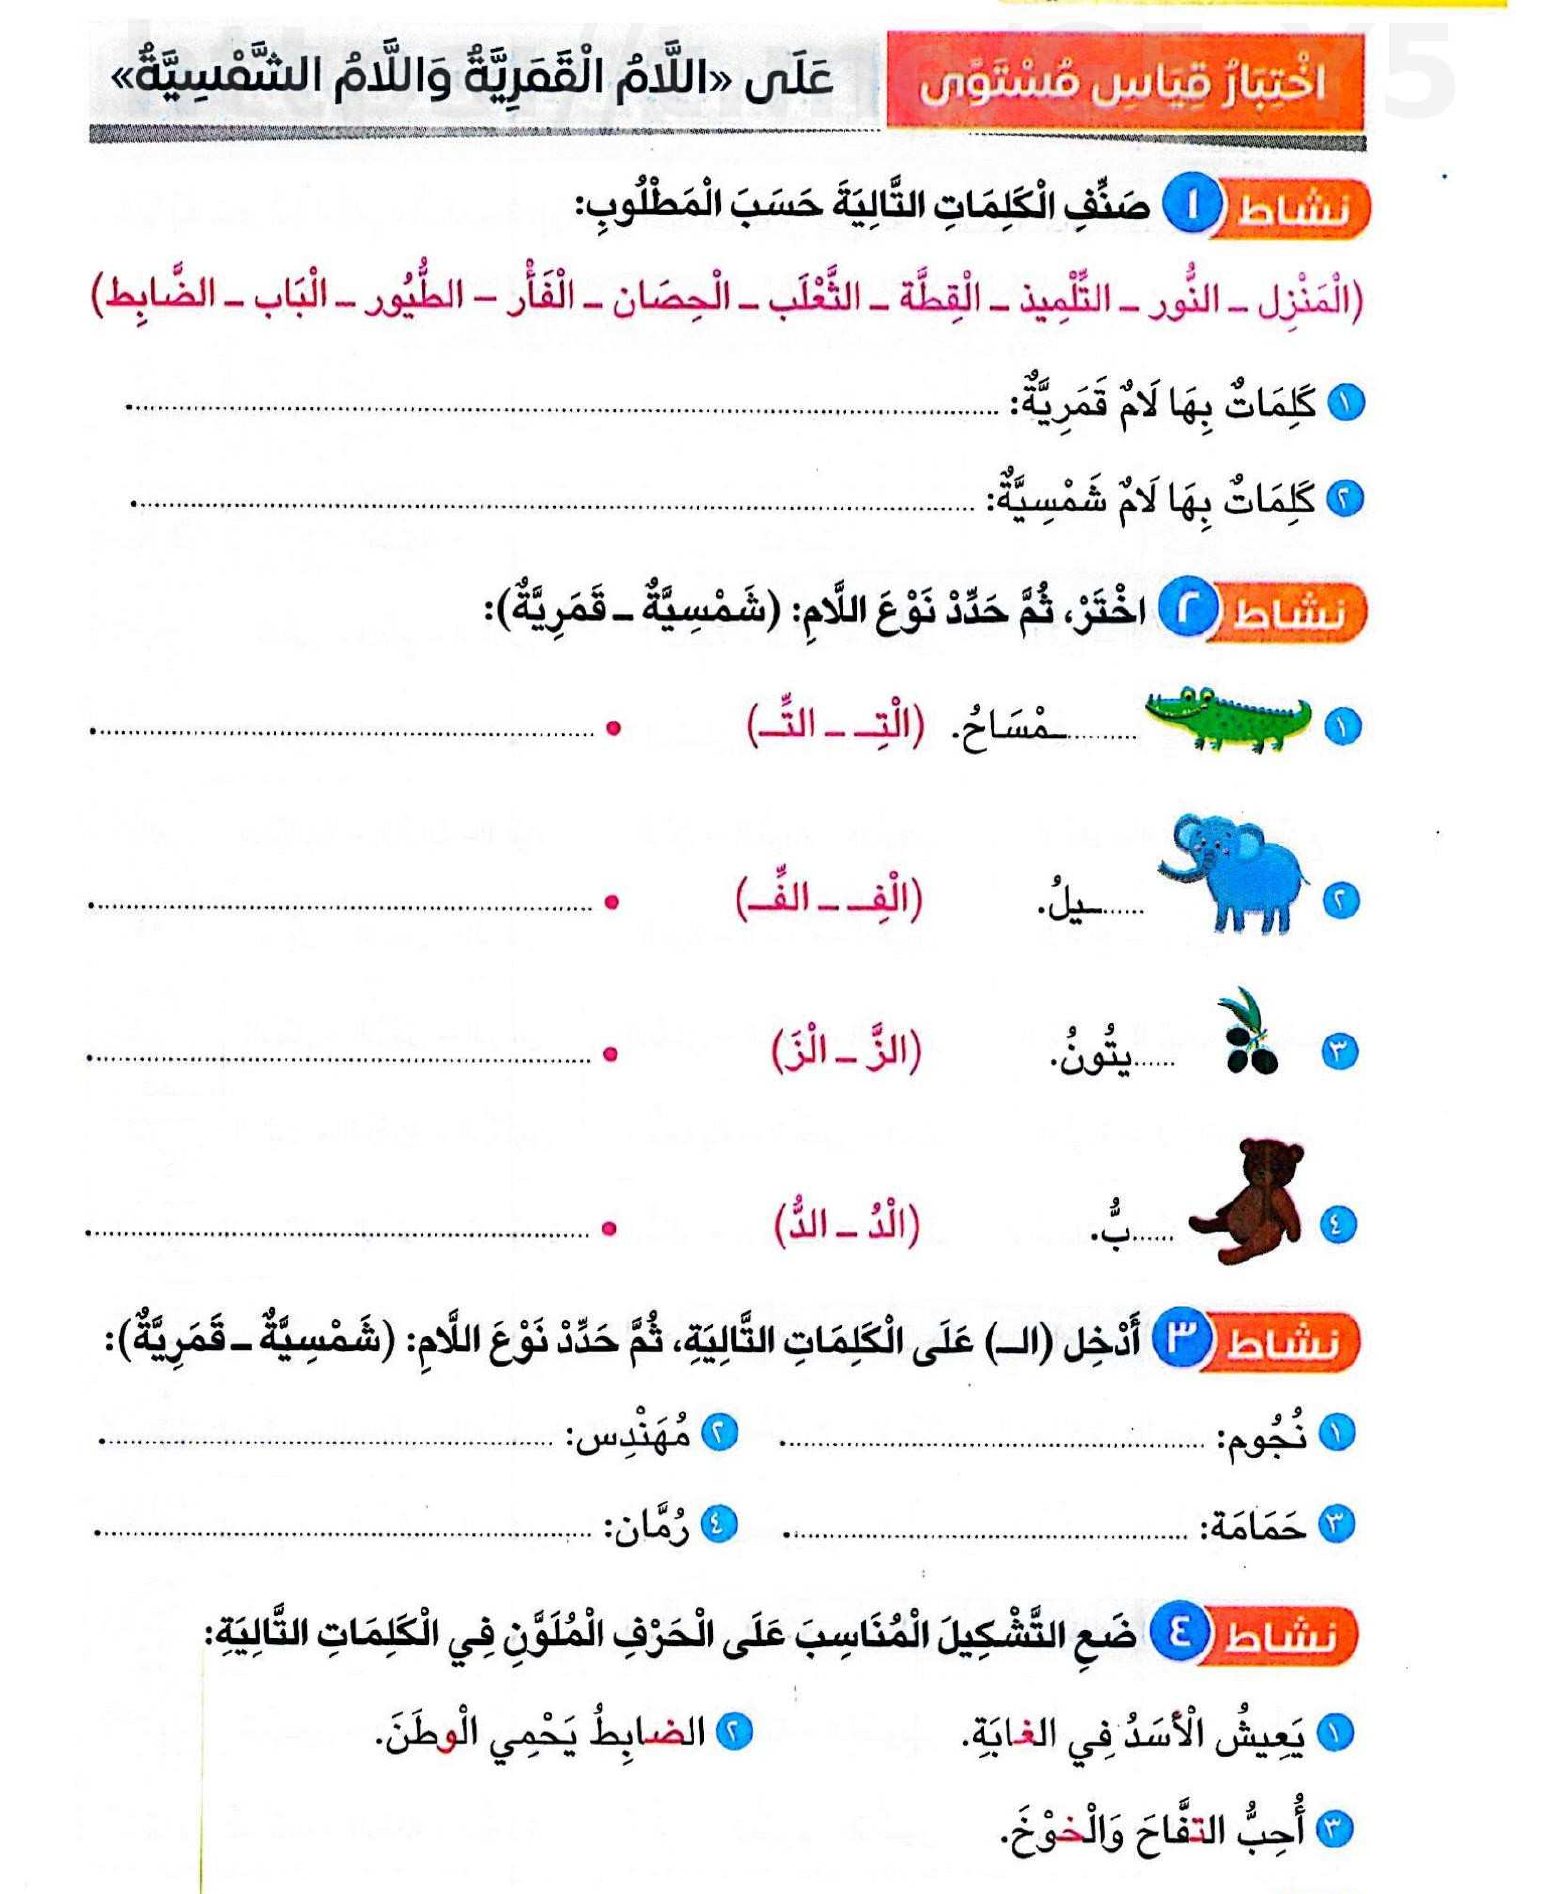 اخْتِبَارُ قِيَاسِ مُسْتَوًى عَلَى «اللَّامُ الْقَمَرِيَّةُ وَاللَّامُ الشَّمْسِيَّةُ»
نشاط ١ صَنِّفِ الْكَلِمَاتِ التَّالِيَةَ حَسَبَ الْمَطْلُوبِ:
(الْمَنْزِل – النُّور – التِّلْمِيذ – الْقِطَّة – الثَّعْلَب – الْحِصَان – الْفَأْر – الطُّيُور – الْبَاب – الضَّابِط)
١ كَلِمَاتٌ بِهَا لَامٌ قَمَرِيَّةٌ: ........................................
٢ كَلِمَاتٌ بِهَا لَامٌ شَمْسِيَّةٌ: ........................................
نشاط ٢ اخْتَرْ، ثُمَّ حَدِّدْ نَوْعَ اللَّامِ: (شَمْسِيَّةٌ – قَمَرِيَّةٌ):
١ ..........ـمْسَاحُ. (الْتِـ – التِّـ) • ........................................
٢ ......ـيلُ. (الْفِـ – الفِّـ) • ........................................
٣ ......يتُونُ. (الزَّ – الْزَ) • ........................................
٤ ......بُّ. (الْدُ – الدُّ) • ........................................
نشاط ٣ أَدْخِل (الـ) عَلَى الْكَلِمَاتِ التَّالِيَةِ، ثُمَّ حَدِّدْ نَوْعَ اللَّامِ: (شَمْسِيَّةٌ – قَمَرِيَّةٌ):
١ نُجُوم: ........................................ ٢ مُهَنْدِس: ........................................
٣ حَمَامَة: ........................................ ٤ رُمَّان: ........................................
نشاط ٤ ضَعِ التَّشْكِيلَ الْمُنَاسِبَ عَلَى الْحَرْفِ الْمُلَوَّنِ فِي الْكَلِمَاتِ التَّالِيَةِ:
١ يَعِيشُ الْأَسَدُ فِي الغابَةِ. ٢ الضابِطُ يَحْمِي الْوطَنَ.
٣ أُحِبُّ التفَّاحَ وَالْخوْخَ.